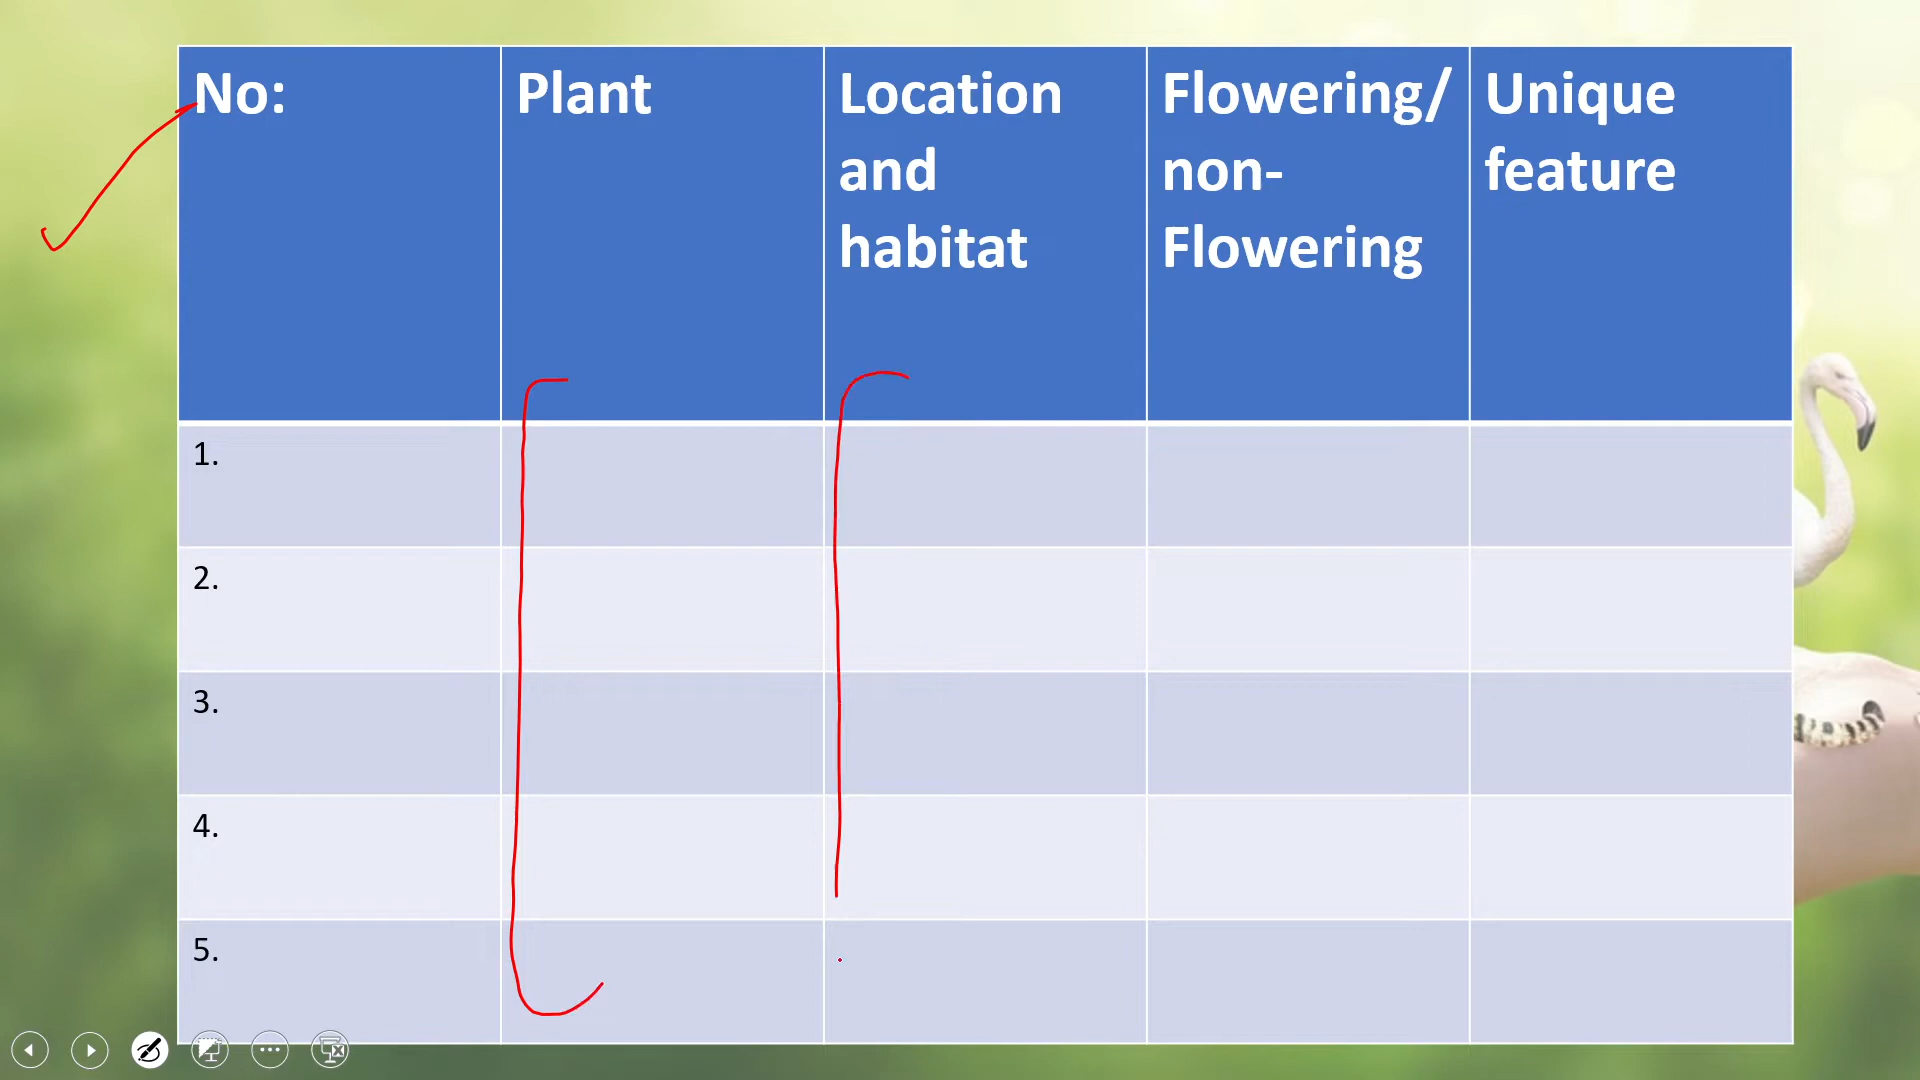 No:
Plant
Location
and
habitat
Flowering/
non-
Flowering
Unique
feature
1.
2.
3.
4.
5.